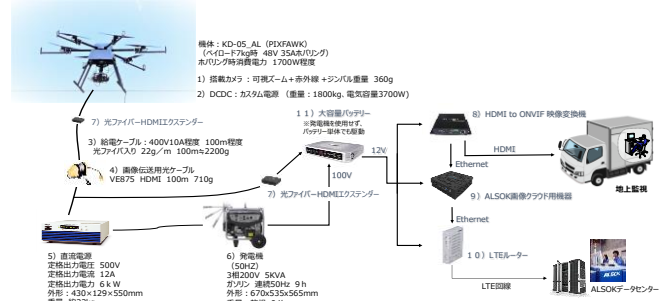 機体：KD-05_AL（PIXFAWK）
（ペイロード7kg時 48V 35Aホバリング）
ホバリング時消費電力 1700W程度
1）搭載カメラ ：可視ズーム＋赤外線 ＋ジンバル重量 360g
2）DCDC：カスタム電源 （重量：1800kg、電気容量3700W）
7）光ファイバーHDMIエクステンダー
3）給電ケーブル：400V10A程度 100m程度
光ファイバ入り 22g／m 100m≒2200g
4）画像伝送用光ケーブル
VE875 HDMI 100m 710g
11）大容量バッテリー
※発電機を使用せず、
バッテリー単体でも駆動
12V
100V
7）光ファイバーHDMIエクステンダー
8）HDMI to ONVIF 映像変換機
HDMI
Ethernet
地上監視
9）ALSOK画像クラウド用機器
Ethernet
10）LTEルーター
LTE回線
ALSOK
ALSOKデータセンター
5）直流電源
定格出力電圧 500V
定格出力電流 12A
定格出力電力 6ｋW
外形：430×129×550mm
6）発電機
（50HZ）
3相200V 5KVA
ガソリン 連続50Hz 9ｈ
外形：670x535x565mm